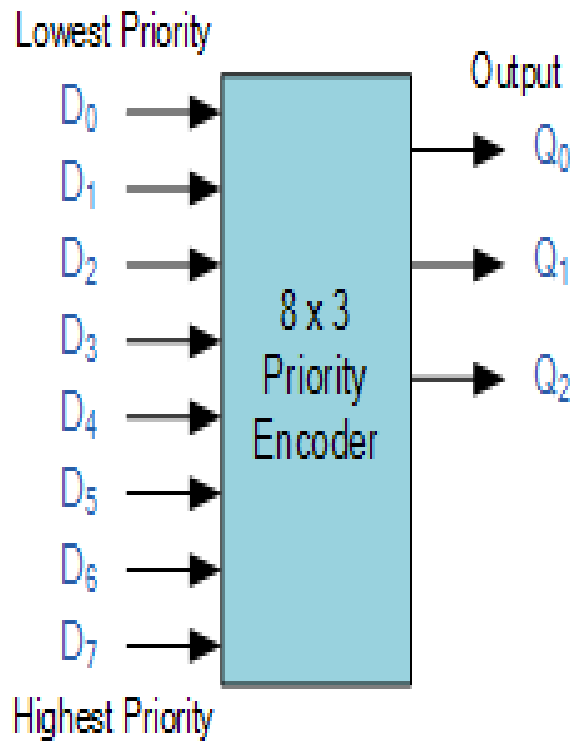 Lowest Priority
Output
D₀
Q₀
D₁
D₂
Q₁
D₃
8 x 3
Priority
Encoder
Q₂
D₄
D₅
D₆
D₇
Highest Priority